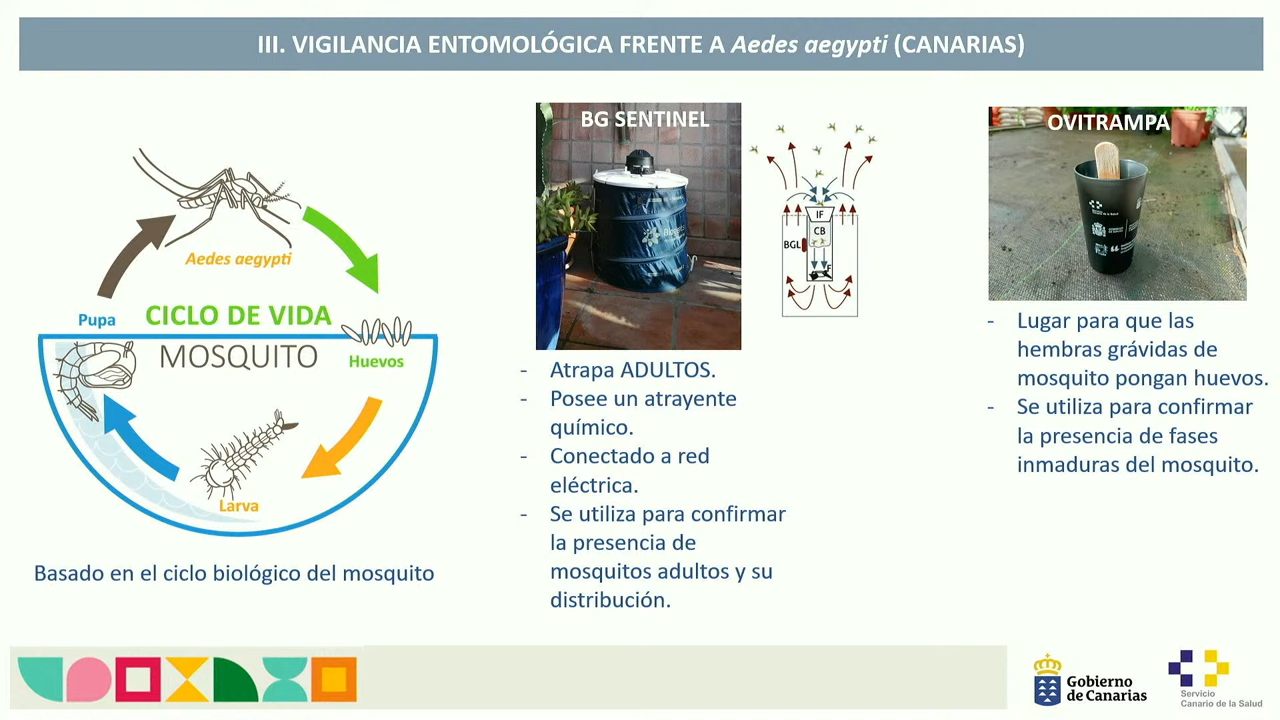 III. VIGILANCIA ENTOMOLÓGICA FRENTE A Aedes aegypti (CANARIAS)
Aedes aegypti
Pupa
CICLO DE VIDA
MOSQUITO
Huevos
Larva
Basado en el ciclo biológico del mosquito
BG SENTINEL
IF
CB
BGL
F
- Atrapa ADULTOS.
- Posee un atrayente
químico.
- Conectado a red
eléctrica.
- Se utiliza para confirmar
la presencia de
mosquitos adultos y su
distribución.
OVITRAMPA
- Lugar para que las
hembras grávidas de
mosquito pongan huevos.
- Se utiliza para confirmar
la presencia de fases
inmaduras del mosquito.
Gobierno
de Canarias
Servicio
Canario de la Salud